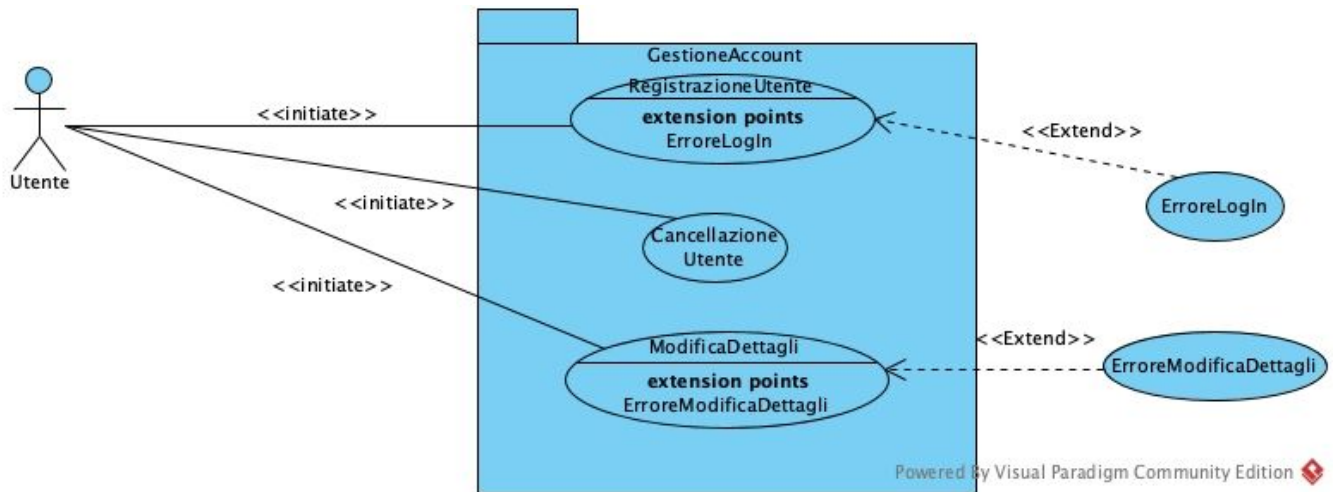 GestioneAccount
RegistrazioneUtente
extension points
ErroreLogIn
<<initiate>>
<<Extend>>
Utente
ErroreLogIn
<<initiate>>
Cancellazione
Utente
<<initiate>>
ModificaDettagli
extension points
ErroreModificaDettagli
<<Extend>>
ErroreModificaDettagli
Powered By Visual Paradigm Community Edition